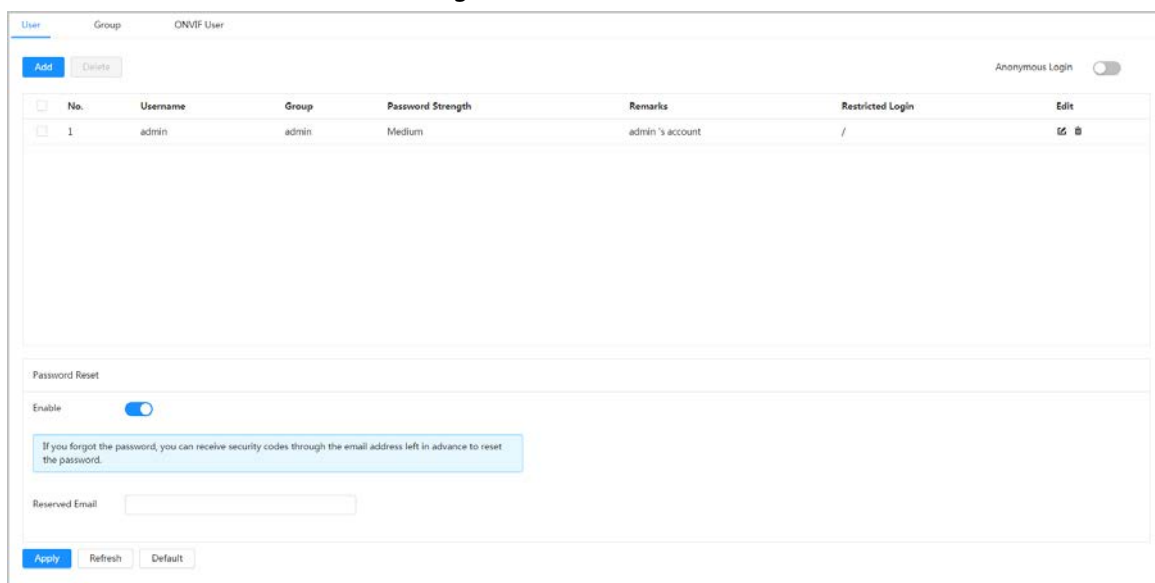 User Group ONVIF User
Add Delete Anonymous Login
No. Username Group Password Strength Remarks Restricted Login Edit
1 admin admin Medium admin 's account /
Password Reset
Enable
If you forgot the password, you can receive security codes through the email address left in advance to reset
the password.
Reserved Email
Apply Refresh Default